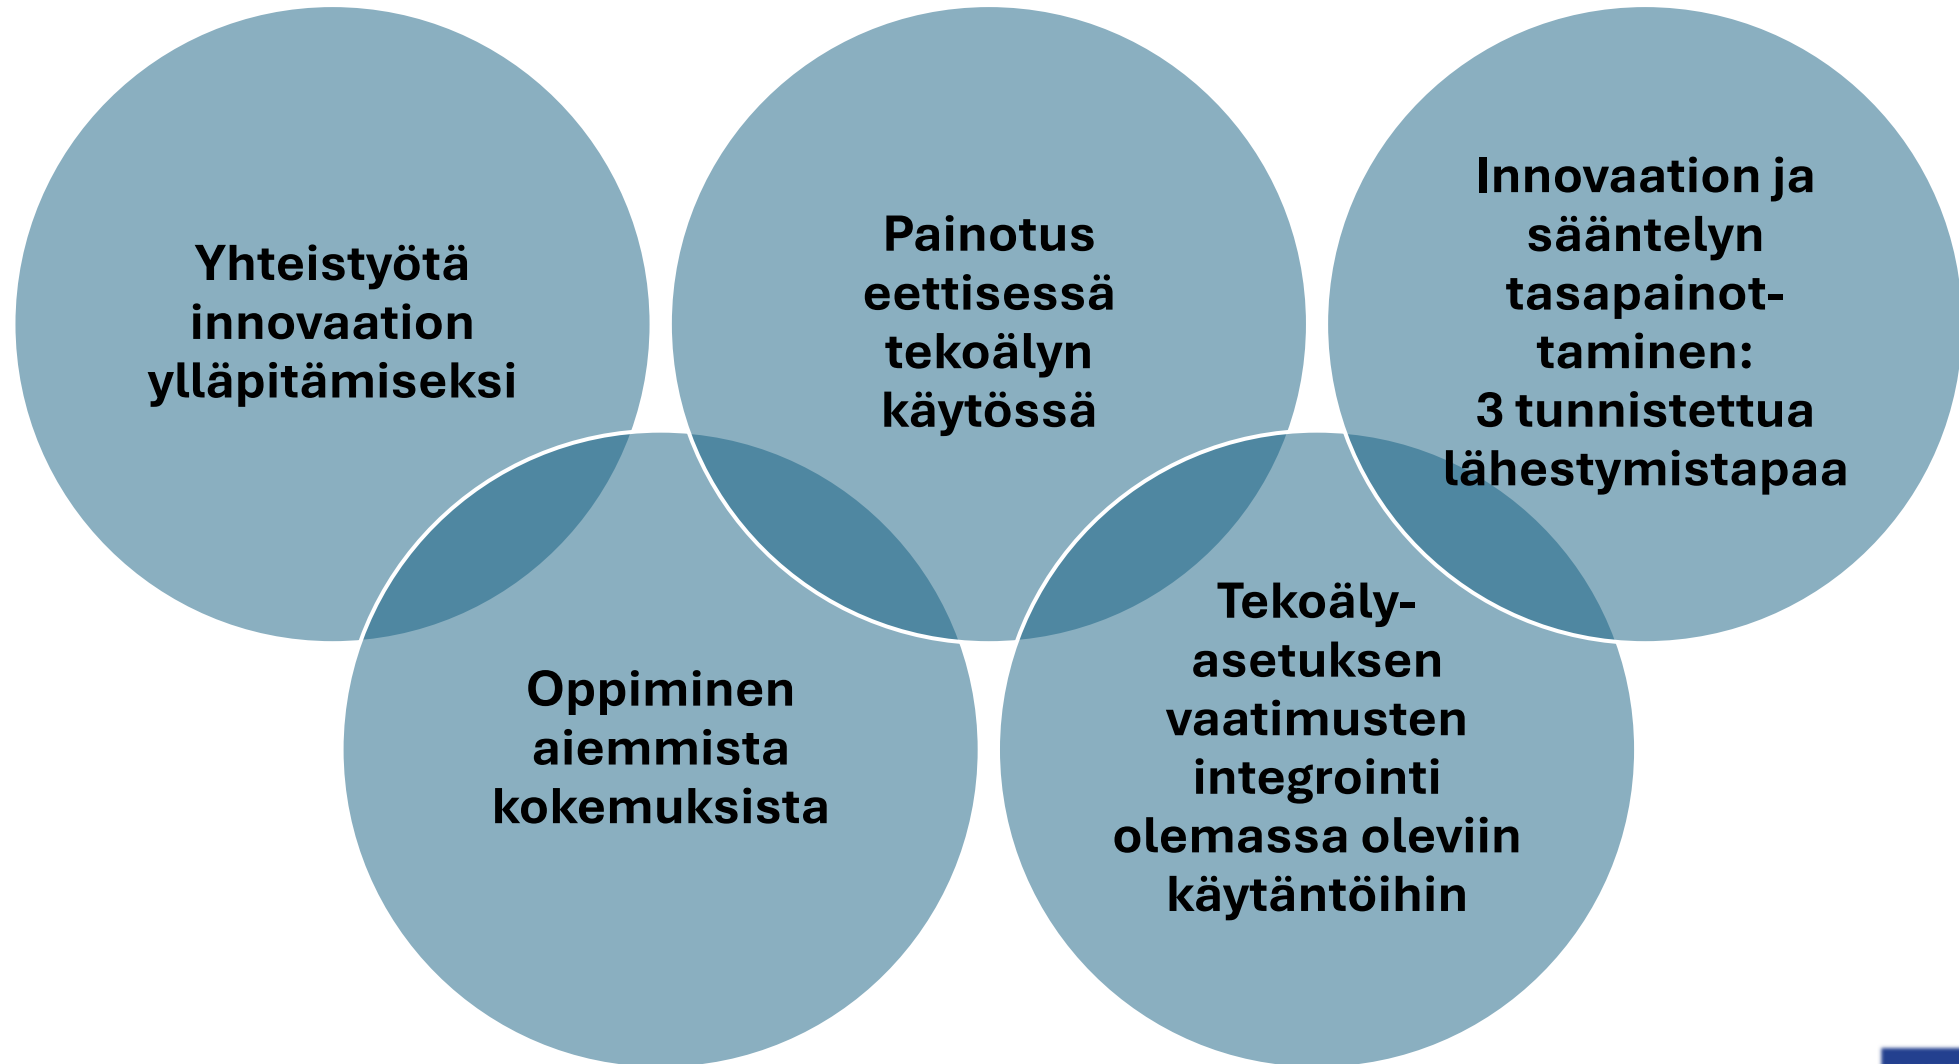 Yhteistyötä
innovaation
ylläpitämiseksi
Oppiminen
aiemmista
kokemuksista
Painotus
eettisessä
tekoälyn
käytössä
Tekoäly-
asetuksen
vaatimusten
integrointi
olemassa oleviin
käytäntöihin
Innovaation ja
sääntelyn
tasapainot-
taminen:
3 tunnistettua
lähestymistapaa